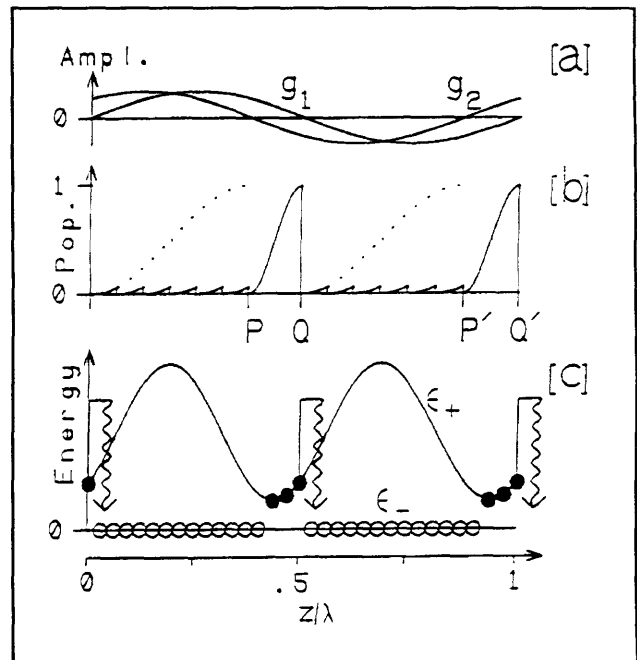 Ampl.
[a]
g1
g2
0
1
[b]
Pop.
0
P
Q
P′
Q′
[c]
Energy
ϵ+
ϵ−
0
0
.5
1
z/λ